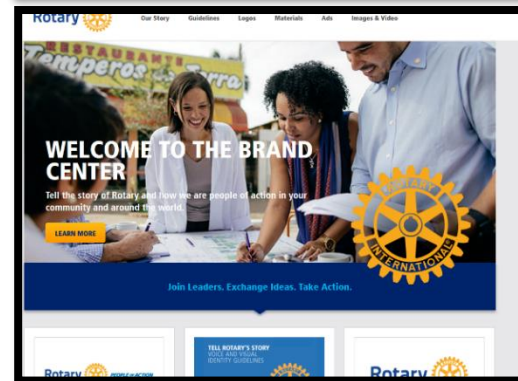 Rotary
Our Story Guidelines Logos Materials Ads Images & Video
RESTAURANTE
Temperos da Terra
WELCOME TO THE BRAND
CENTER
Tell the story of Rotary and how we are people of action in your
community and around the world.
LEARN MORE
ROTARY
INTERNATIONAL
Join Leaders. Exchange Ideas. Take Action.
TELL ROTARY'S STORY
VOICE AND VISUAL
IDENTITY GUIDELINES
Rotary PEOPLE OF ACTION
Rotary